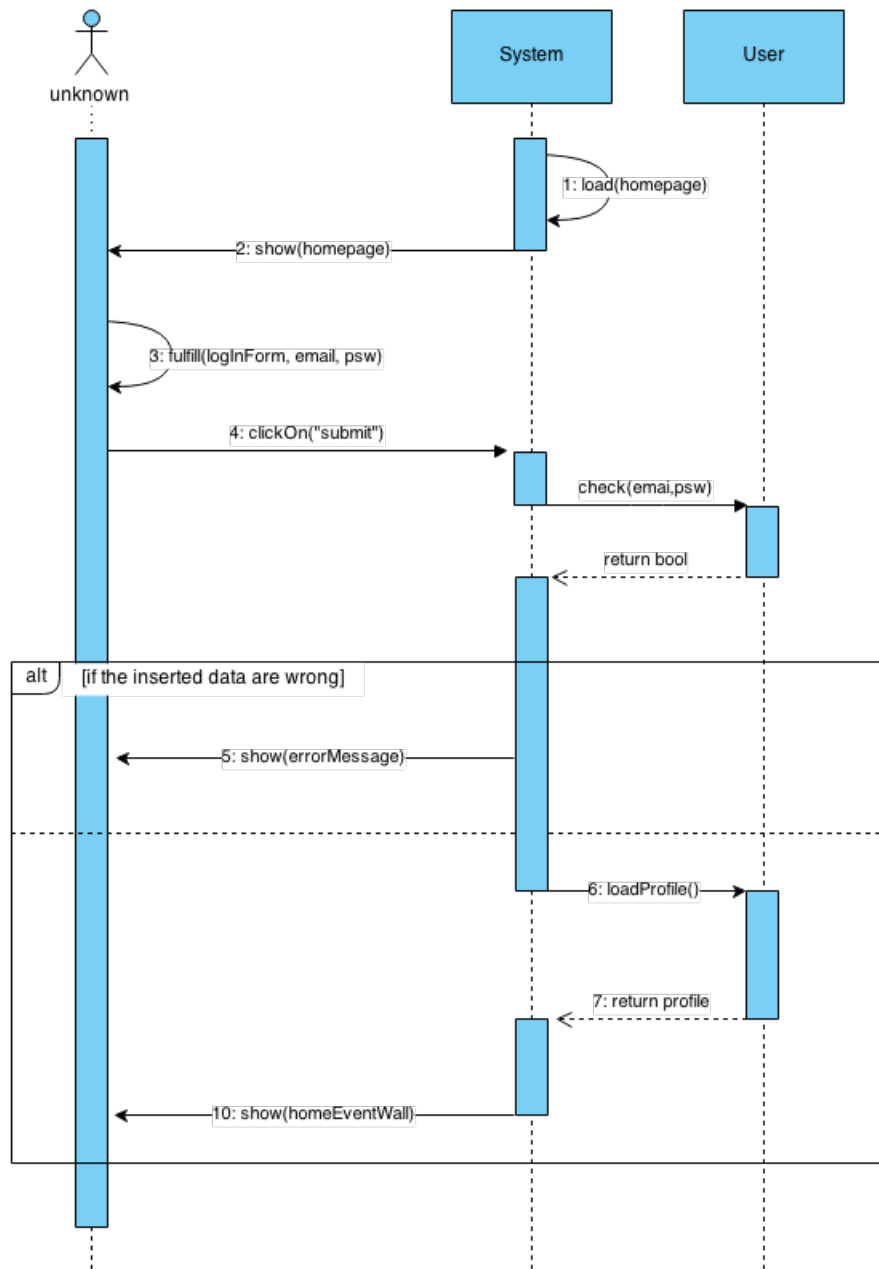 unknown
System
User
1: load(homepage)
2: show(homepage)
3: fulfill(logInForm, email, psw)
4: clickOn("submit")
check(emai,psw)
return bool
alt
[if the inserted data are wrong]
5: show(errorMessage)
6: loadProfile()
7: return profile
10: show(homeEventWall)